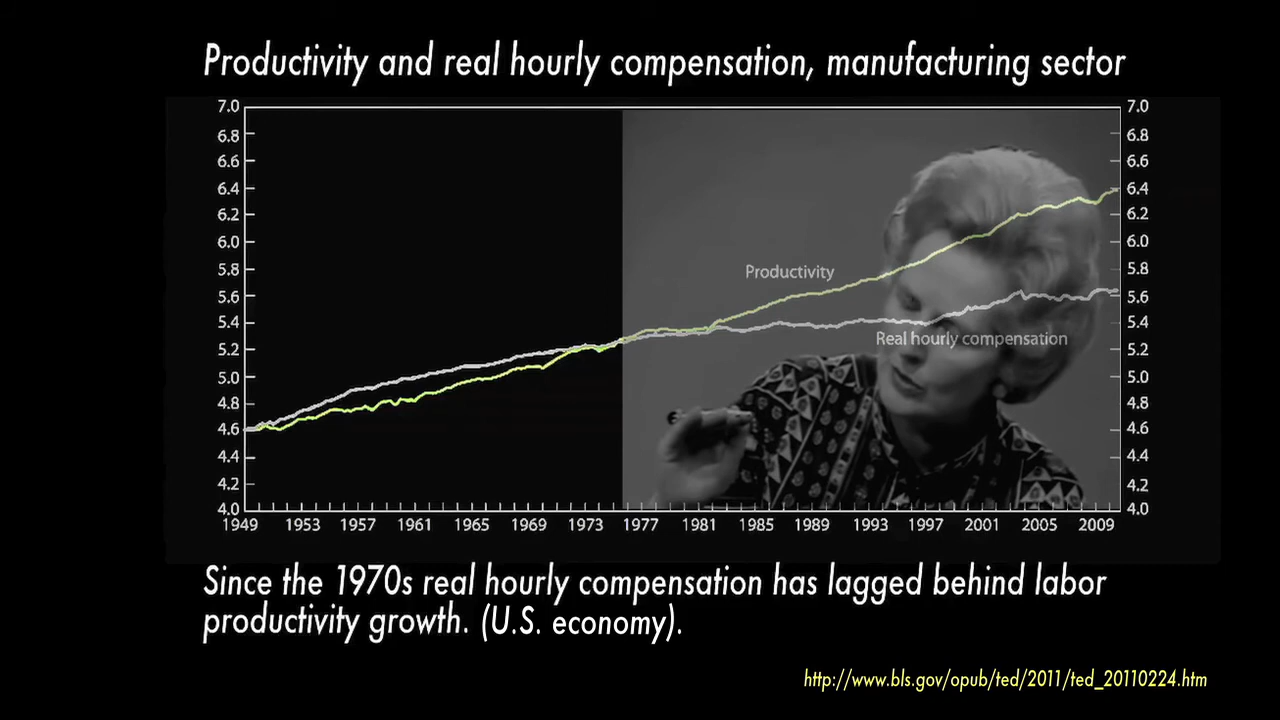 Productivity and real hourly compensation, manufacturing sector
7.0 7.0
6.8 6.8
6.6 6.6
6.4 6.4
6.2 6.2
6.0 6.0
5.8 Productivity 5.8
5.6 5.6
5.4 5.4
Real hourly compensation
5.2 5.2
5.0 5.0
4.8 4.8
4.6 4.6
4.4 4.4
4.2 4.2
4.0 4.0
1949 1953 1957 1961 1965 1969 1973 1977 1981 1985 1989 1993 1997 2001 2005 2009
Since the 1970s real hourly compensation has lagged behind labor
productivity growth. (U.S. economy).
http://www.bls.gov/opub/ted/2011/ted_20110224.htm